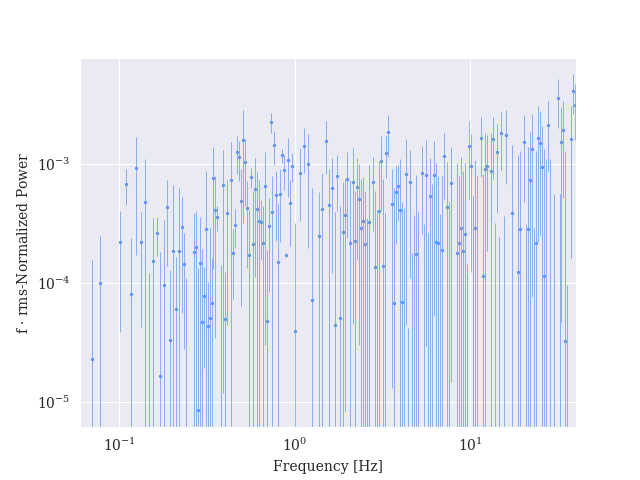 f · rms-Normalized Power
10⁻³
10⁻⁴
10⁻⁵
10⁻¹ 10⁰ 10¹
Frequency [Hz]